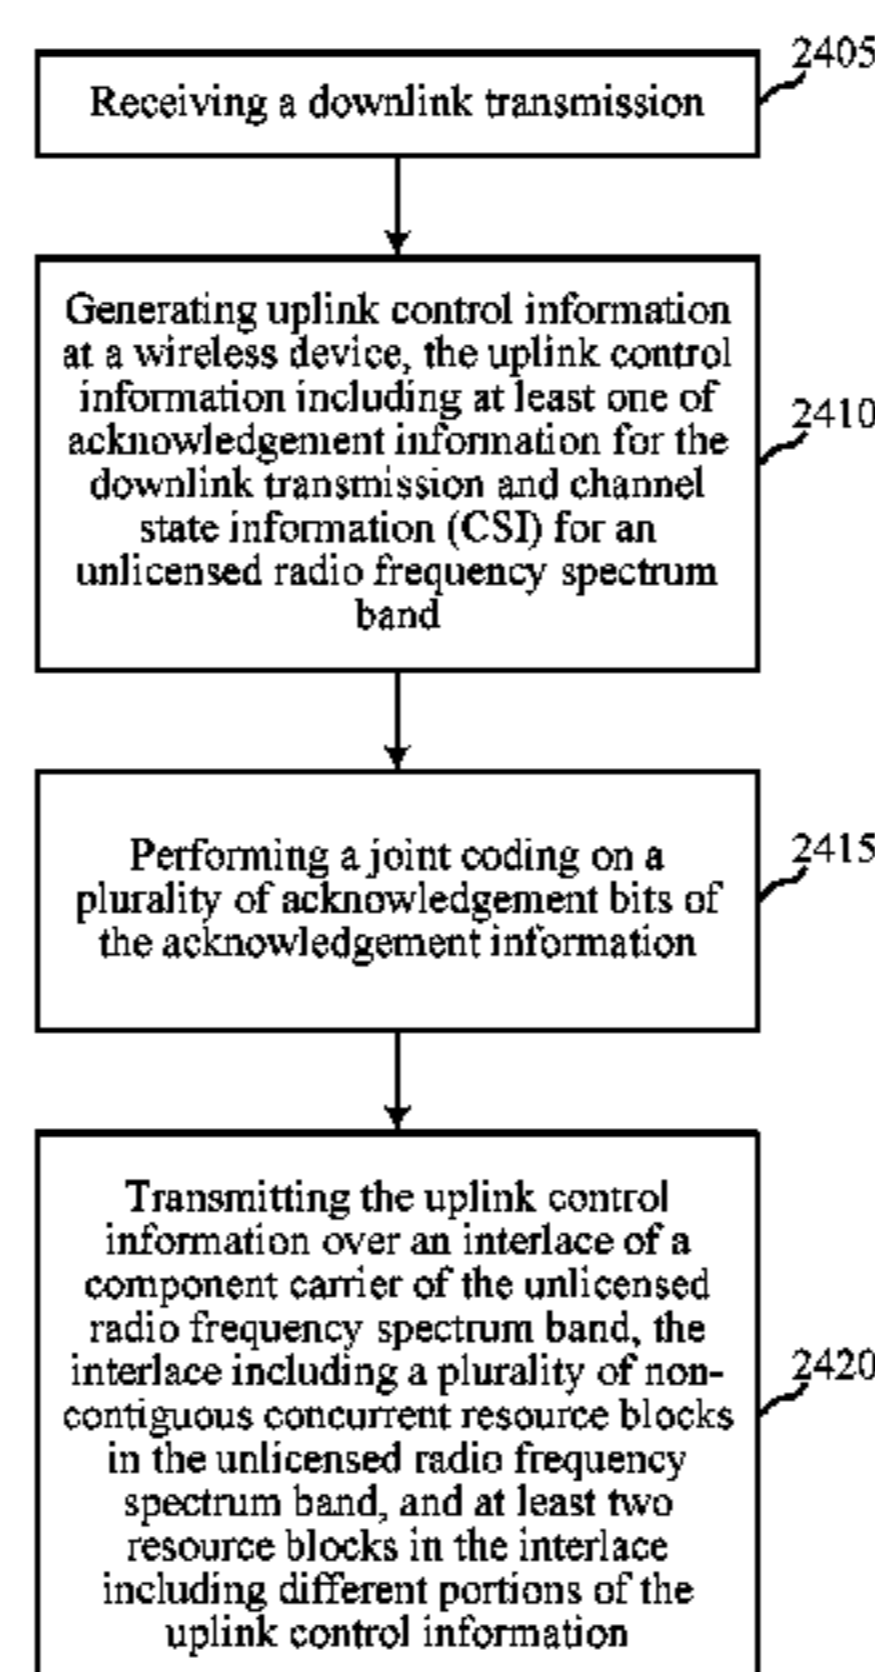 2405
Receiving a downlink transmission
Generating uplink control information
at a wireless device, the uplink control
information including at least one of
acknowledgement information for the
2410
downlink transmission and channel
state information (CSI) for an
unlicensed radio frequency spectrum
band
Performing a joint coding on a
2415
plurality of acknowledgement bits of
the acknowledgement information
Transmitting the uplink control
information over an interlace of a
component carrier of the unlicensed
radio frequency spectrum band, the
interlace including a plurality of non-
2420
contiguous concurrent resource blocks
in the unlicensed radio frequency
spectrum band, and at least two
resource blocks in the interlace
including different portions of the
uplink control information